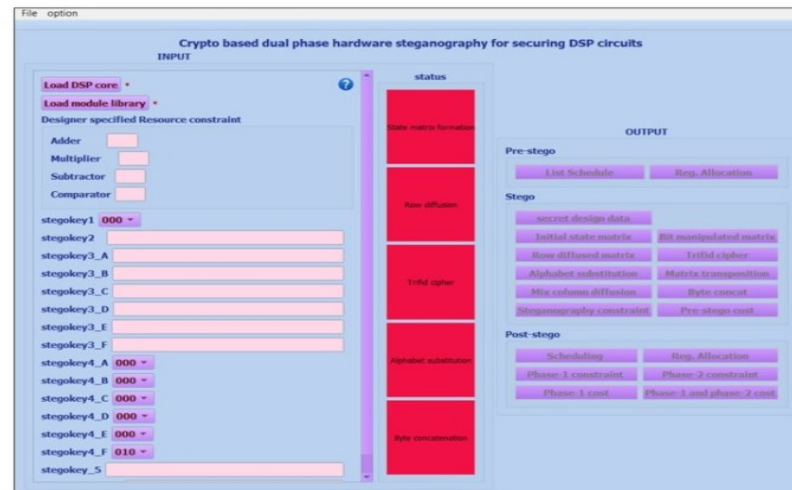 File option
Crypto based dual phase hardware steganography for securing DSP circuits
INPUT
Load DSP core *
?
Load module library *
Designer specified Resource constraint
Adder
Multiplier
Subtractor
Comparator
stegokey1 000
stegokey2
stegokey3_A
stegokey3_B
stegokey3_C
stegokey3_D
stegokey3_E
stegokey3_F
stegokey4_A 000
stegokey4_B 000
stegokey4_C 000
stegokey4_D 000
stegokey4_E 000
stegokey4_F 010
stegokey_5
status
State matrix formation
Row diffusion
Trifid cipher
Alphabet substitution
Byte concatenation
OUTPUT
Pre-stego
List Schedule Reg. Allocation
Stego
secret design data
Initial state matrix Bit manipulated matrix
Row diffused matrix Trifid cipher
Alphabet substitution Matrix transposition
Mix column diffusion Byte concat
Steganography constraint Pre-stego cost
Post-stego
Scheduling Reg. Allocation
Phase-1 constraint Phase-2 constraint
Phase-1 cost Phase-1 and phase-2 cost